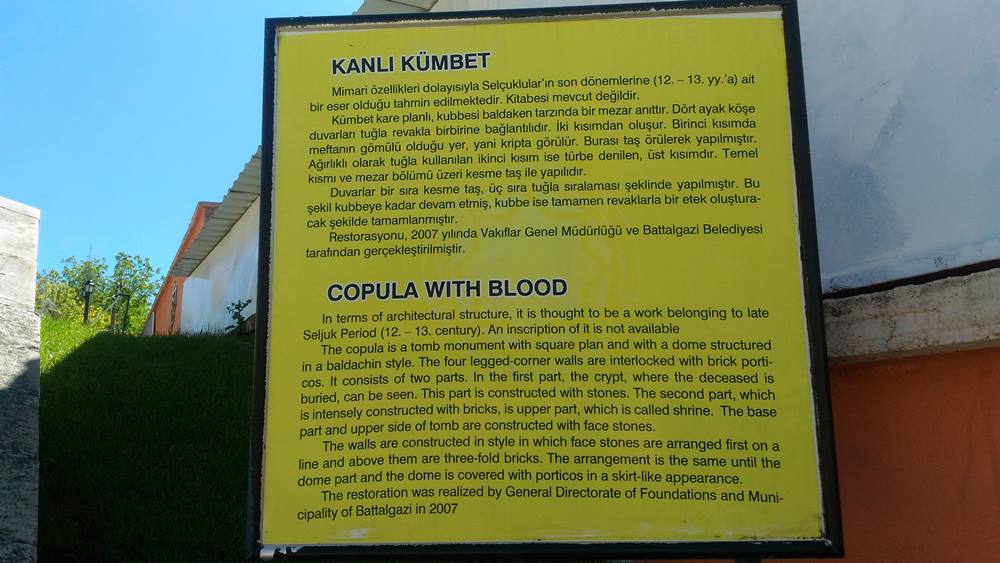 KANLI KÜMBET
Mimari özellikleri dolayısıyla Selçuklular'ın son dönemlerine (12. – 13. yy.'a) ait
bir eser olduğu tahmin edilmektedir. Kitabesi mevcut değildir.
Kümbet kare planlı, kubbesi baldaken tarzında bir mezar anıttır. Dört ayak köşe
duvarları tuğla revakla birbirine bağlantılıdır. İki kısımdan oluşur. Birinci kısımda
meftanın gömülü olduğu yer, yani kripta görülür. Burası taş örülerek yapılmıştır.
Ağırlıklı olarak tuğla kullanılan ikinci kısım ise türbe denilen, üst kısımdır. Temel
kısmı ve mezar bölümü üzeri kesme taş ile yapılıdır.
Duvarlar bir sıra kesme taş, üç sıra tuğla sıralaması şeklinde yapılmıştır. Bu
şekil kubbeye kadar devam etmiş, kubbe ise tamamen revaklarla bir etek oluştura-
cak şekilde tamamlanmıştır.
Restorasyonu, 2007 yılında Vakıflar Genel Müdürlüğü ve Battalgazi Belediyesi
tarafından gerçekleştirilmiştir.
COPULA WITH BLOOD
In terms of architectural structure, it is thought to be a work belonging to late
Seljuk Period (12. – 13. century). An inscription of it is not available
The copula is a tomb monument with square plan and with a dome structured
in a baldachin style. The four legged-corner walls are interlocked with brick porti-
cos. It consists of two parts. In the first part, the crypt, where the deceased is
buried, can be seen. This part is constructed with stones. The second part, which
is intensely constructed with bricks, is upper part, which is called shrine. The base
part and upper side of tomb are constructed with face stones.
The walls are constructed in style in which face stones are arranged first on a
line and above them are three-fold bricks. The arrangement is the same until the
dome part and the dome is covered with porticos in a skirt-like appearance.
The restoration was realized by General Directorate of Foundations and Muni-
cipality of Battalgazi in 2007